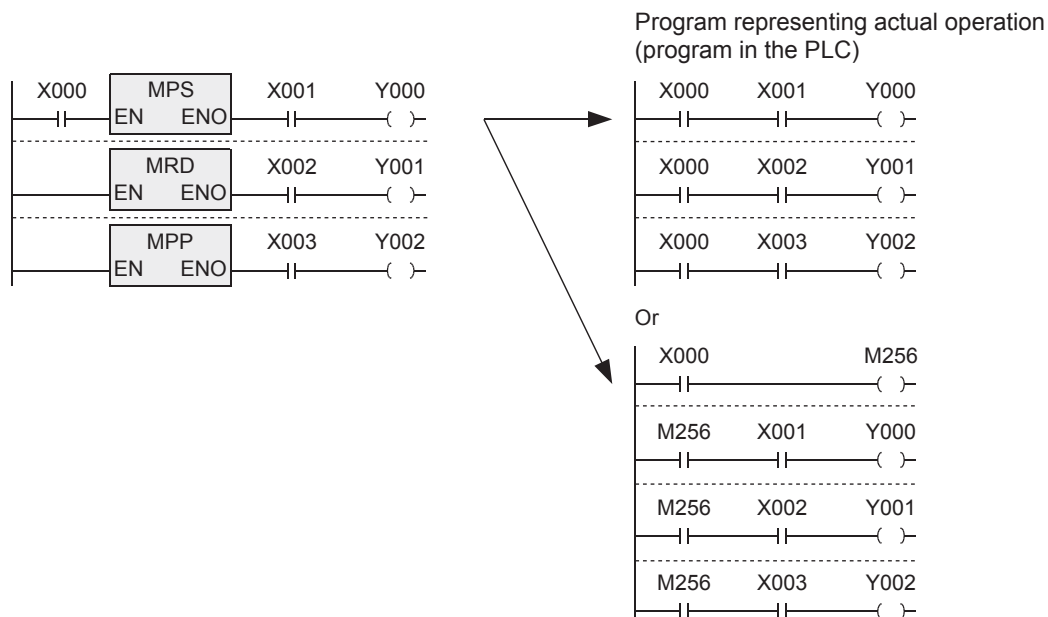 Program representing actual operation
(program in the PLC)
X000 MPS X001 Y000
EN ENO
MRD X002 Y001
EN ENO
MPP X003 Y002
EN ENO
X000 X001 Y000
X000 X002 Y001
X000 X003 Y002
Or
X000 M256
M256 X001 Y000
M256 X002 Y001
M256 X003 Y002